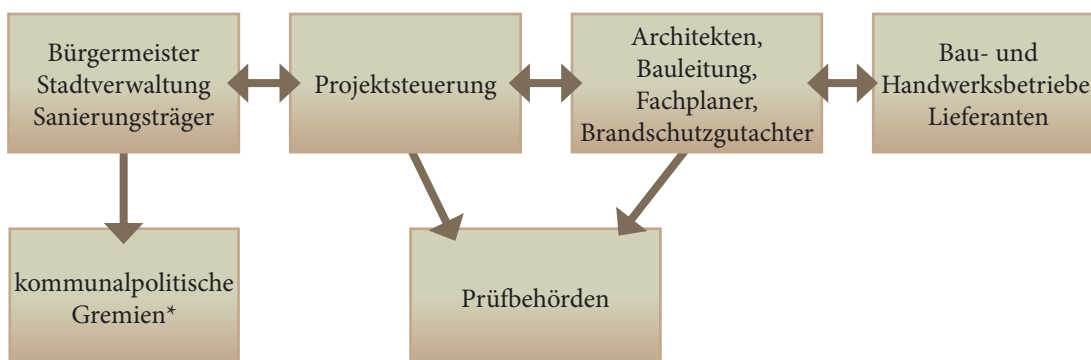 Bürgermeister
Stadtverwaltung
Sanierungsträger
Projektsteuerung
Architekten,
Bauleitung,
Fachplaner,
Brandschutzgutachter
Bau- und
Handwerksbetriebe,
Lieferanten
kommunalpolitische
Gremien*
Prüfbehörden